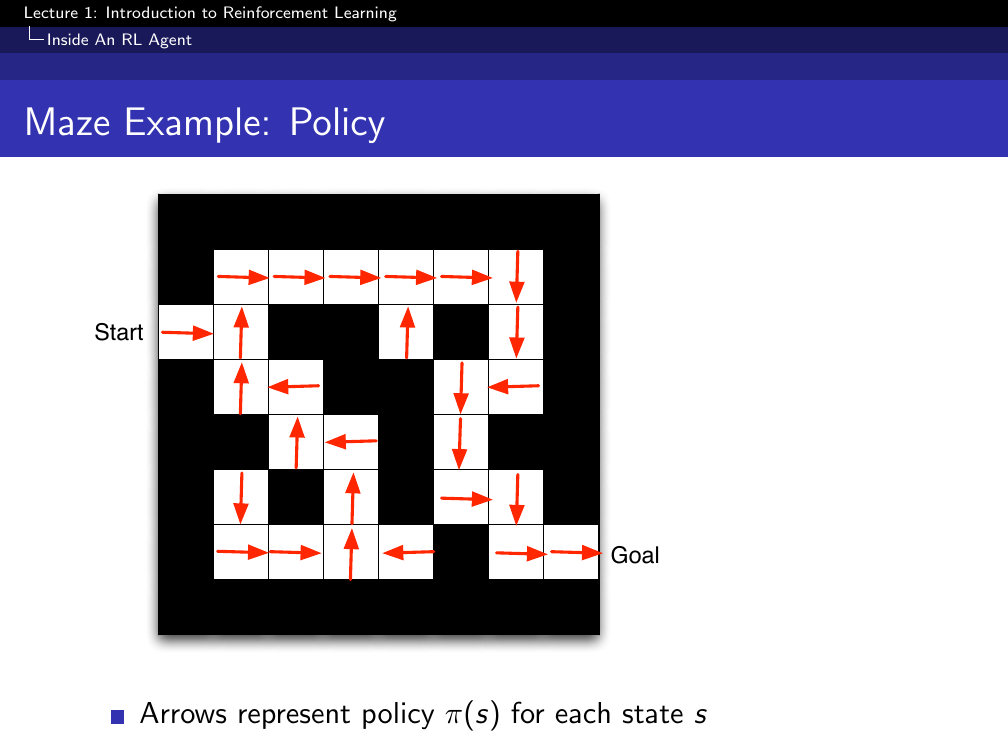 Lecture 1: Introduction to Reinforcement Learning
Inside An RL Agent
Maze Example: Policy
Start
Goal
Arrows represent policy π(s) for each state s